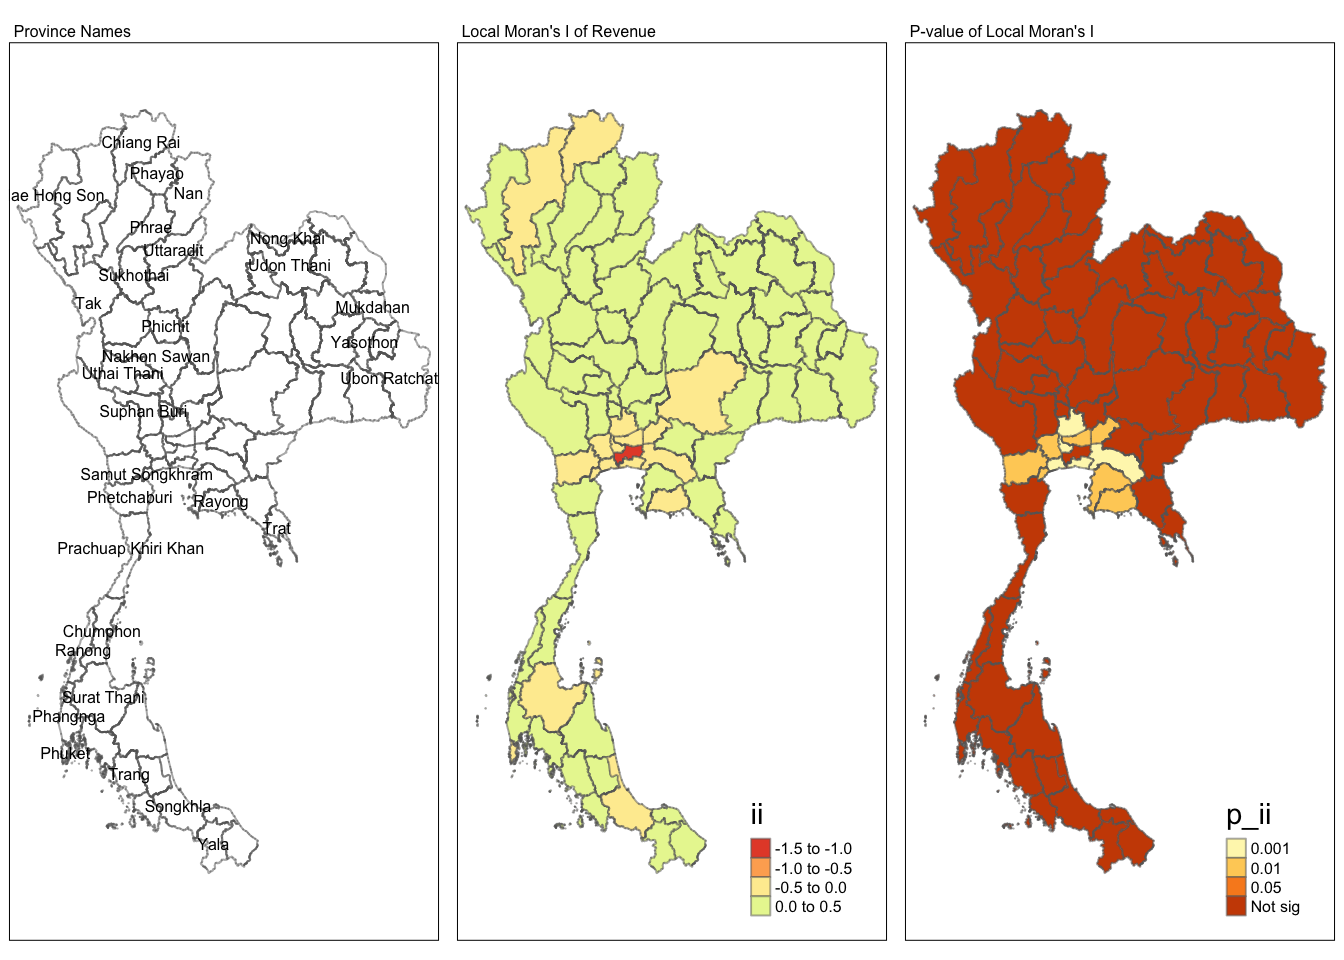 Province Names
Chiang Rai
Phayao
ae Hong Son
Nan
Phrae
Uttaradit
Nong Khai
Udon Thani
Sukhothai
Tak
Mukdahan
Phichit
Yasothon
Nakhon Sawan
Uthai Thani
Ubon Ratchat
Suphan Buri
Samut Songkhram
Phetchaburi
Rayong
Trat
Prachuap Khiri Khan
Chumphon
Ranong
Surat Thani
Phangnga
Phuket
Trang
Songkhla
Yala
Local Moran's I of Revenue
ii
-1.5 to -1.0
-1.0 to -0.5
-0.5 to 0.0
0.0 to 0.5
P-value of Local Moran's I
p_ii
0.001
0.01
0.05
Not sig